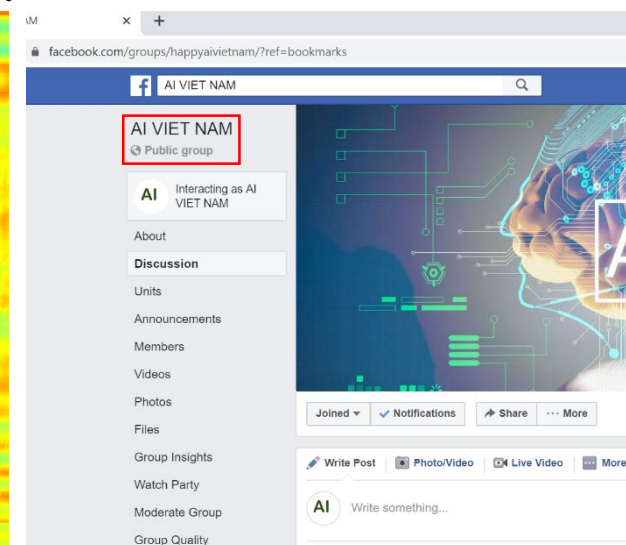 facebook.com/groups/happyaivietnam/?ref=bookmarks
AI VIET NAM
AI VIET NAM
Public group
AI
Interacting as AI
VIET NAM
About
Discussion
Units
Announcements
Members
Videos
Photos
Files
Group Insights
Watch Party
Moderate Group
Group Quality
Joined
Notifications
Share
More
Write Post
Photo/Video
Live Video
More
AI
Write something...